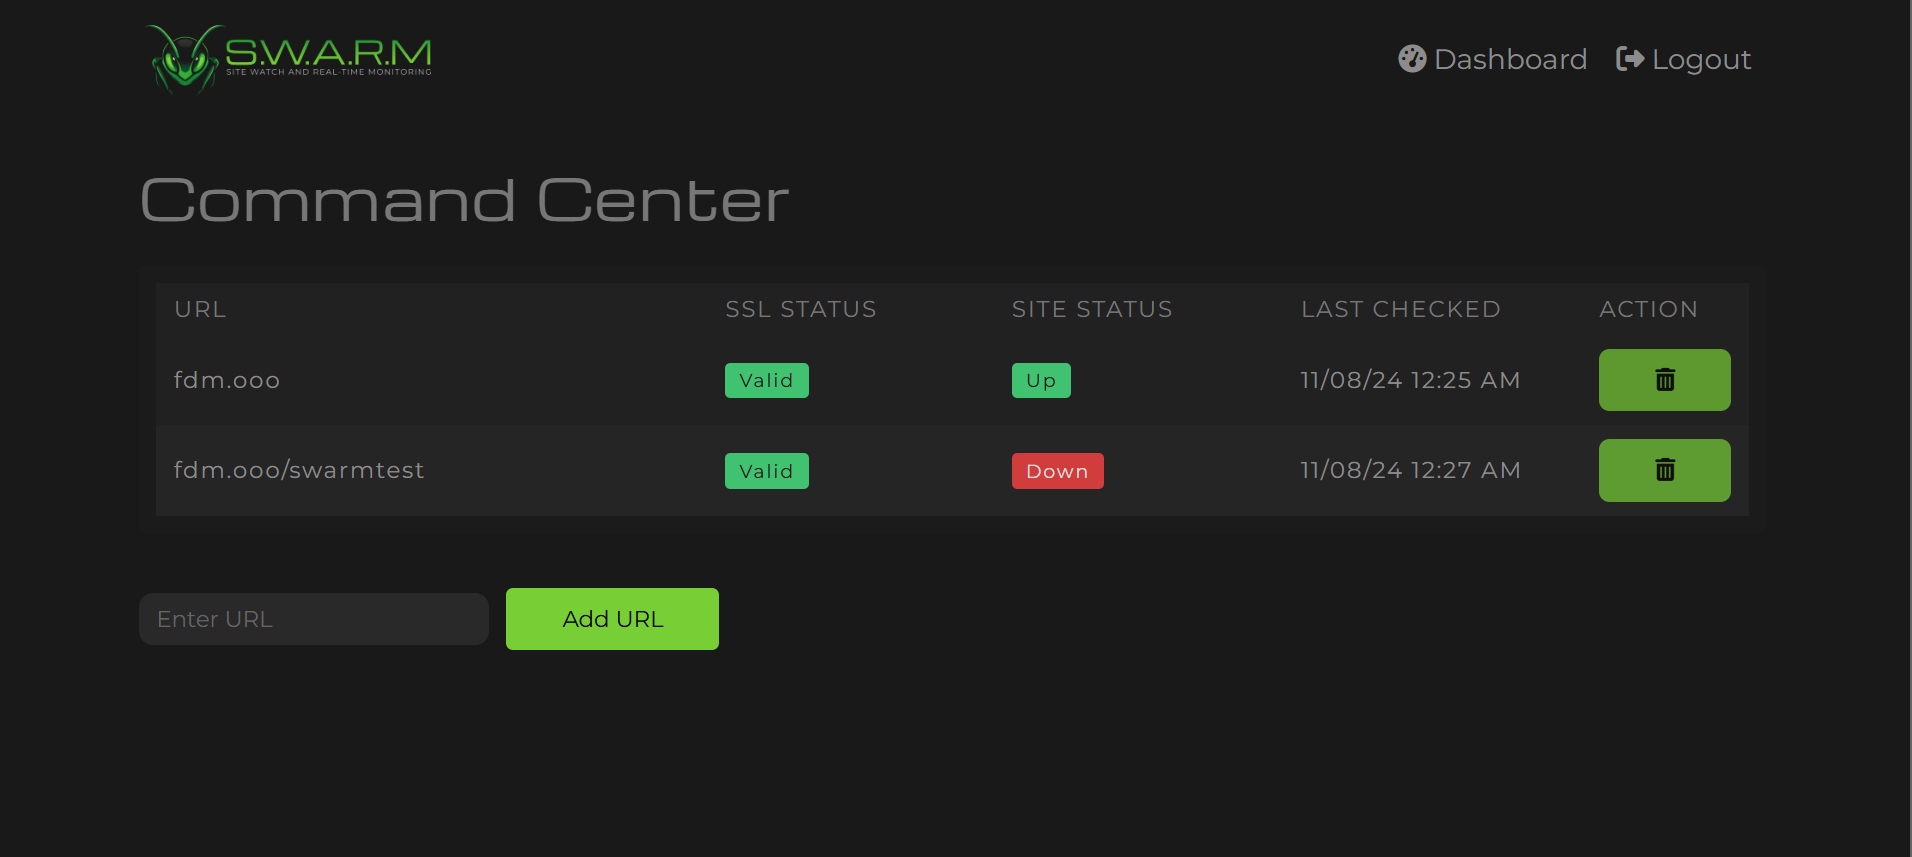 S.W.A.R.M
SITE WATCH AND REAL-TIME MONITORING
Dashboard Logout
Command Center
URL SSL STATUS SITE STATUS LAST CHECKED ACTION
fdm.ooo Valid Up 11/08/24 12:25 AM
fdm.ooo/swarmtest Valid Down 11/08/24 12:27 AM
Enter URL Add URL